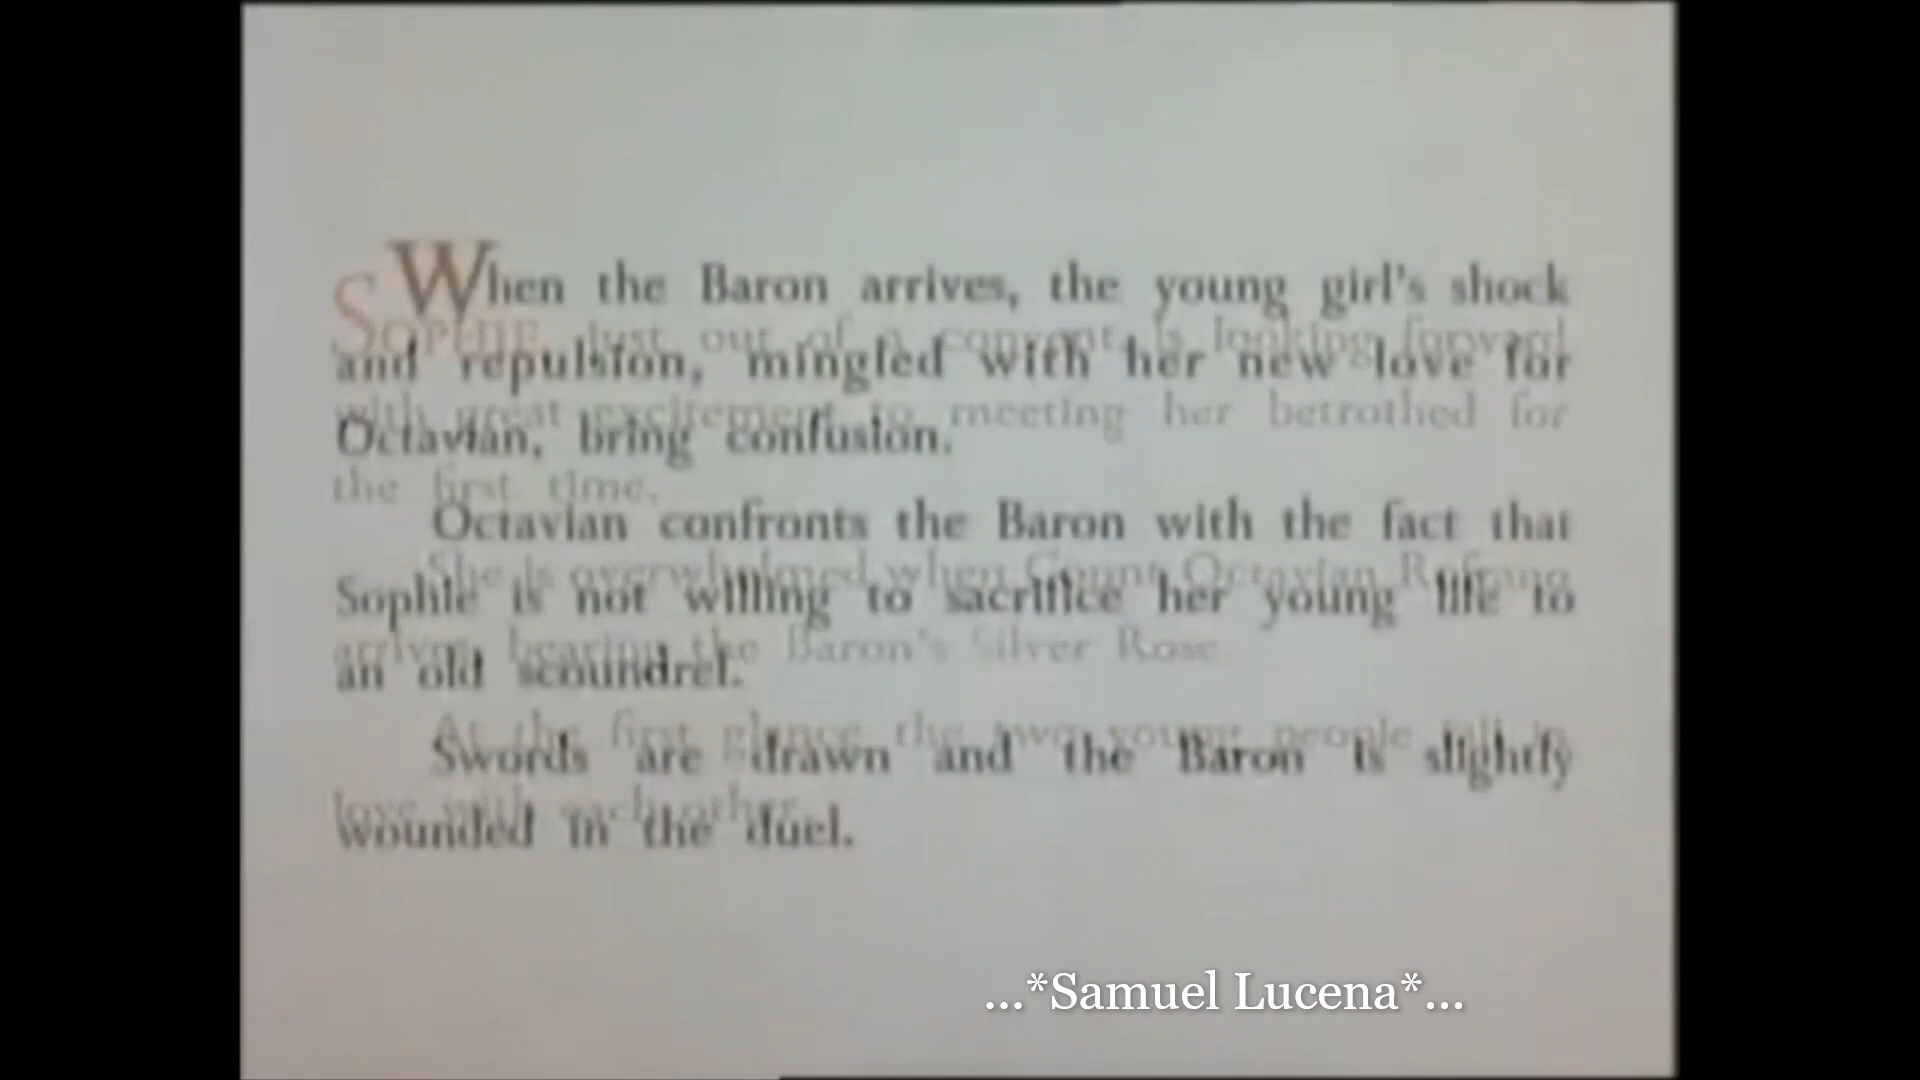 When the Baron arrives, the young girl's shock
and repulsion, mingled with her new love for
Octavian, bring confusion.
Octavian confronts the Baron with the fact that
Sophie is not willing to sacrifice her young life to
an old scoundrel.
Swords are drawn and the Baron is slightly
wounded in the duel.
SOPHIE, just out of a convent, is looking forward
with great excitement to meeting her betrothed for
the first time.
She is overwhelmed when Count Octavian Rofrano
arrives bearing the Baron's Silver Rose.
At the first glance the two young people fall in
love with each other.
...*Samuel Lucena*...